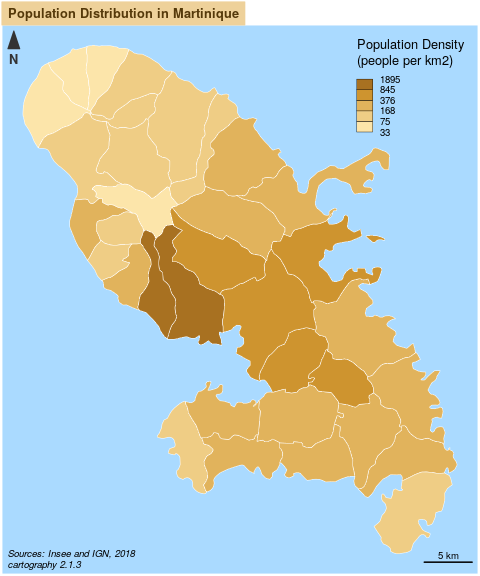 Population Distribution in Martinique
N
Population Density
(people per km2)
1895
845
376
168
75
33
Sources: Insee and IGN, 2018
cartography 2.1.3
5 km